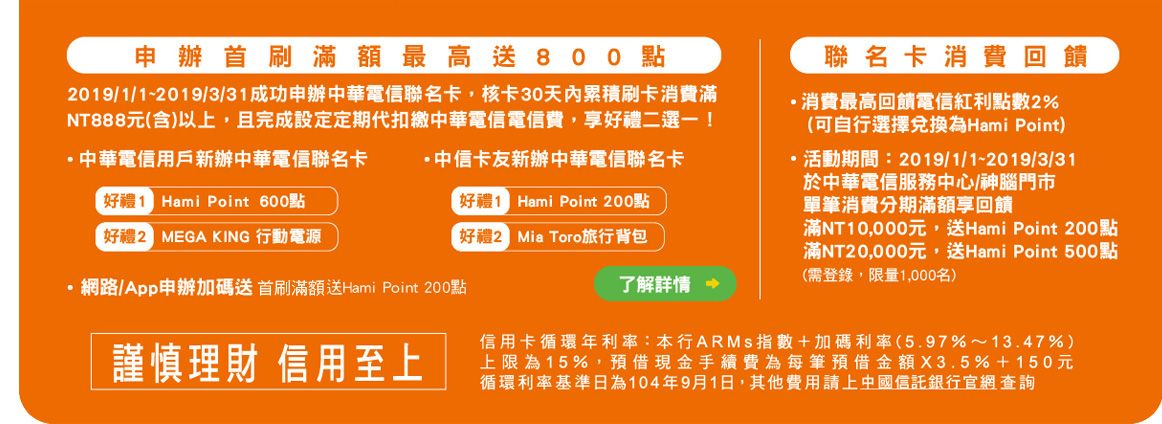 申辦首刷滿額最高送800點
2019/1/1~2019/3/31成功申辦中華電信聯名卡，核卡30天內累積刷卡消費滿
NT888元(含)以上，且完成設定定期代扣繳中華電信電信費，享好禮二選一！
•中華電信用戶新辦中華電信聯名卡
好禮1 Hami Point 600點
好禮2 MEGA KING 行動電源
•中信卡友新辦中華電信聯名卡
好禮1 Hami Point 200點
好禮2 Mia Toro旅行背包
•網路/App申辦加碼送 首刷滿額送Hami Point 200點
了解詳情
聯名卡消費回饋
•消費最高回饋電信紅利點數2%
(可自行選擇兌換為Hami Point)
•活動期間：2019/1/1~2019/3/31
於中華電信服務中心/神腦門市
單筆消費分期滿額享回饋
滿NT10,000元，送Hami Point 200點
滿NT20,000元，送Hami Point 500點
(需登錄，限量1,000名)
謹慎理財 信用至上
信用卡循環年利率：本行ARMs指數＋加碼利率(5.97%～13.47%)
上限為15%，預借現金手續費為每筆預借金額X3.5%＋150元
循環利率基準日為104年9月1日，其他費用請上中國信託銀行官網查詢